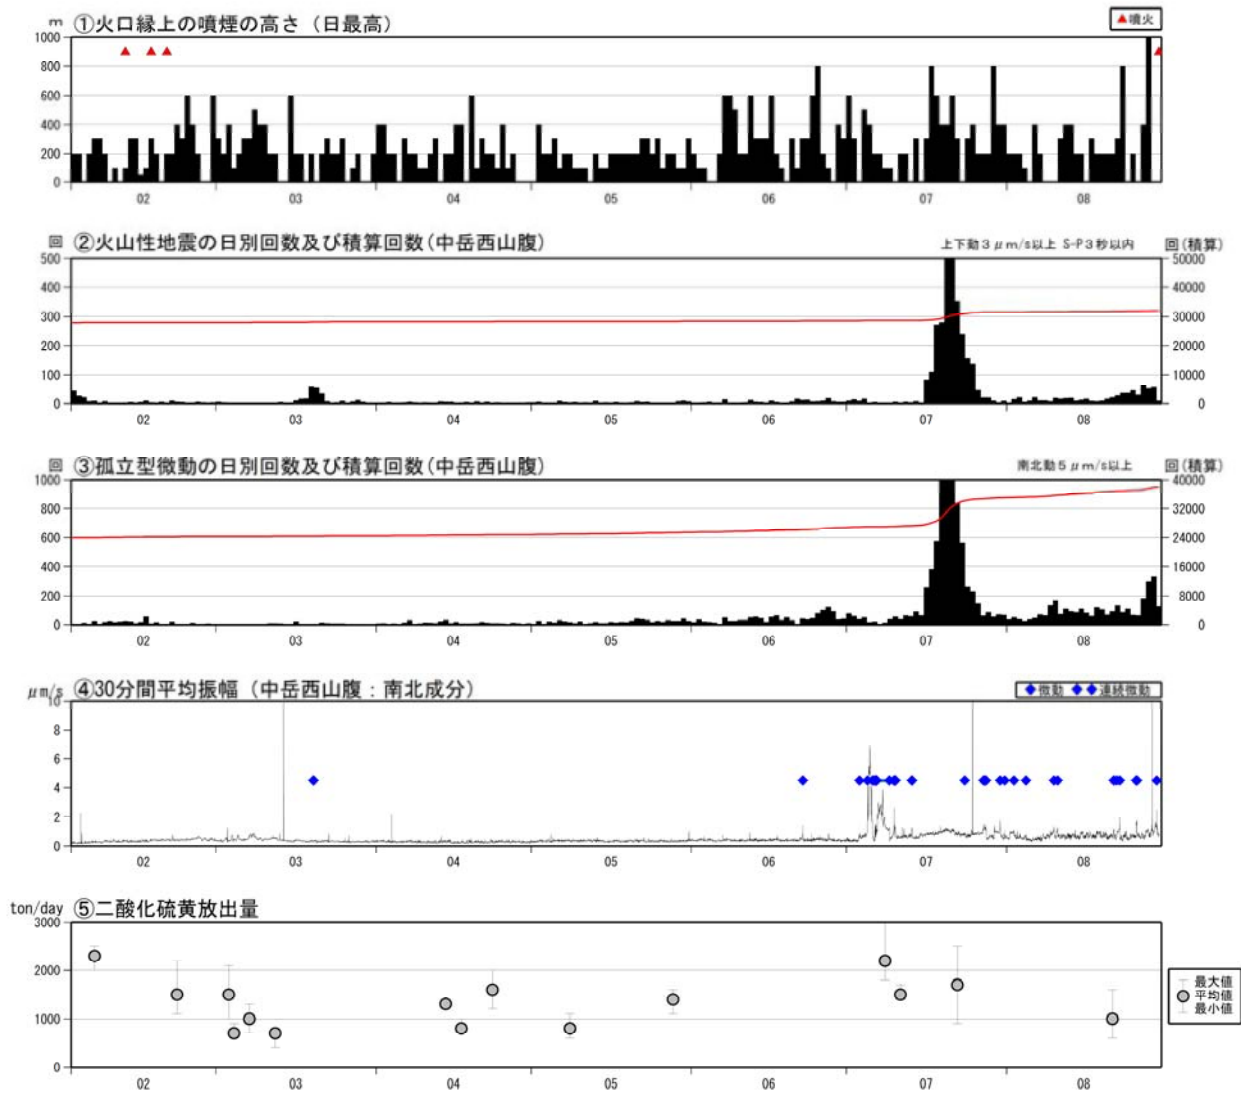 m ①火口縁上の噴煙の高さ（日最高） ▲噴火
1000
800
600
400
200
0
02 03 04 05 06 07 08
回 ②火山性地震の日別回数及び積算回数(中岳西山腹) 上下動３μm/s以上 S-P３秒以内 回(積算)
500 50000
400 40000
300 30000
200 20000
100 10000
0 0
02 03 04 05 06 07 08
回 ③孤立型微動の日別回数及び積算回数(中岳西山腹) 南北動５μm/s以上 回(積算)
1000 40000
800 32000
600 24000
400 16000
200 8000
0 0
02 03 04 05 06 07 08
μm/s ④30分間平均振幅（中岳西山腹：南北成分） ◆微動 ◆◆連続微動
10
8
6
4
2
0
02 03 04 05 06 07 08
ton/day ⑤二酸化硫黄放出量
3000
2000
1000
0
02 03 04 05 06 07 08
最大値
平均値
最小値